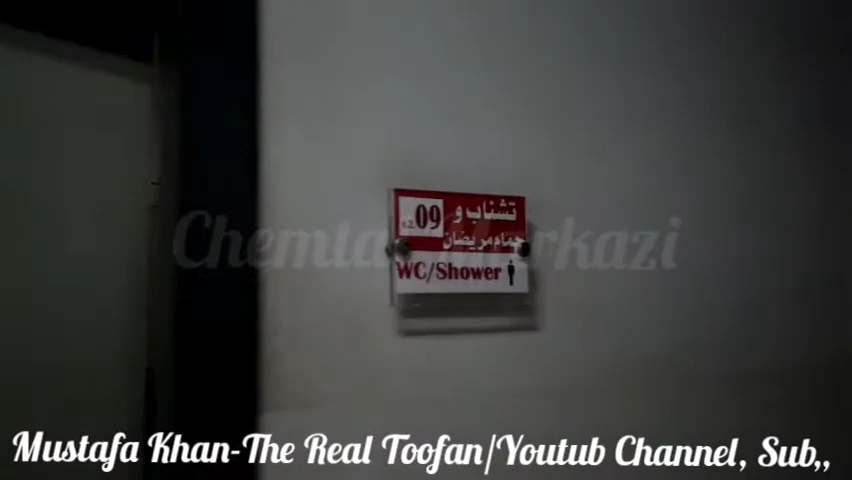 تشناب و
09
حمام مریضان
WC/Shower
Mustafa Khan-The Real Toofan/Youtub Channel, Sub,,